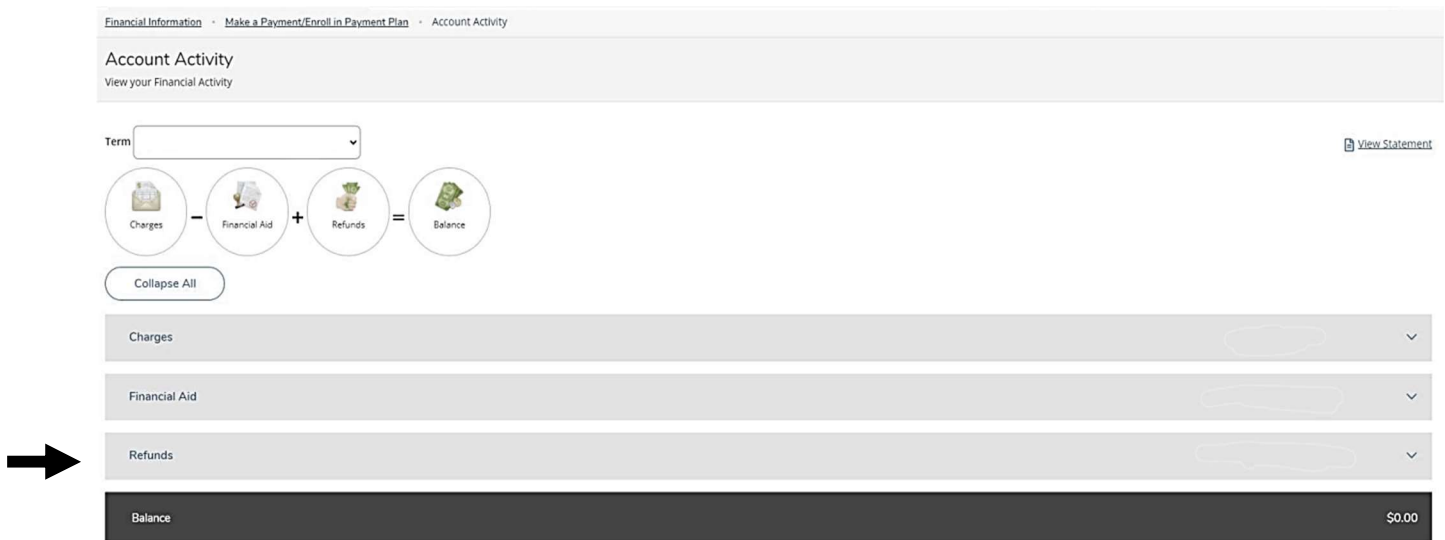 Financial Information • Make a Payment/Enroll in Payment Plan • Account Activity
Account Activity
View your Financial Activity
Term
View Statement
Charges – Financial Aid + Refunds = Balance
Collapse All
Charges
Financial Aid
Refunds
Balance $0.00